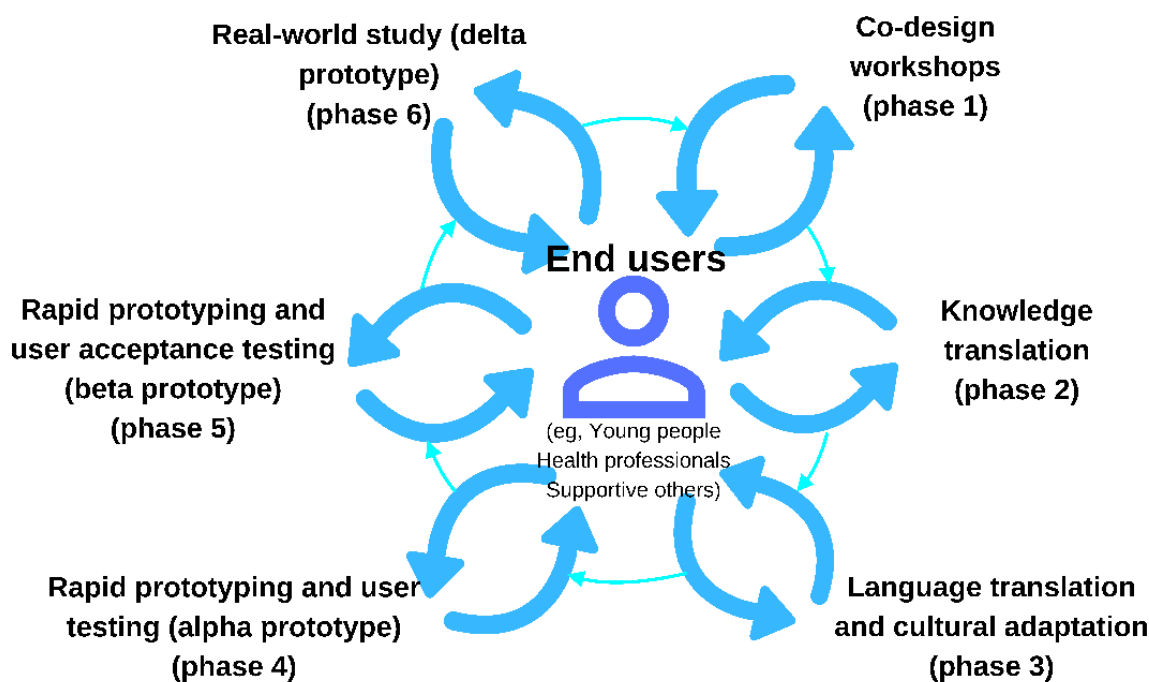 Real-world study (delta
prototype)
(phase 6)
Co-design
workshops
(phase 1)
End users
(eg, Young people
Health professionals
Supportive others)
Knowledge
translation
(phase 2)
Language translation
and cultural adaptation
(phase 3)
Rapid prototyping and user
testing (alpha prototype)
(phase 4)
Rapid prototyping and
user acceptance testing
(beta prototype)
(phase 5)